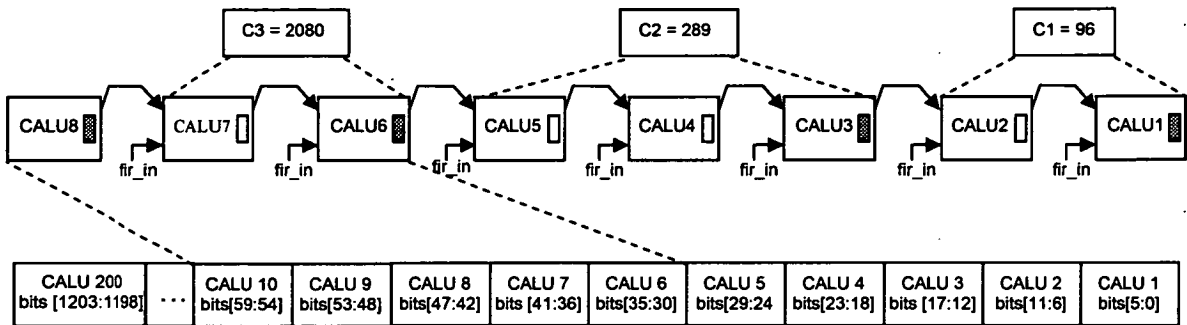 C3 = 2080
C2 = 289
C1 = 96
CALU8
CALU7
CALU6
CALU5
CALU4
CALU3
CALU2
CALU1
fir_in
fir_in
fir_in
fir_in
fir_in
fir_in
fir_in
CALU 200
bits [1203:1198]
...
CALU 10
bits[59:54]
CALU 9
bits[53:48]
CALU 8
bits[47:42]
CALU 7
bits[41:36]
CALU 6
bits[35:30]
CALU 5
bits[29:24
CALU 4
bits[23:18]
CALU 3
bits [17:12]
CALU 2
bits[11:6]
CALU 1
bits[5:0]